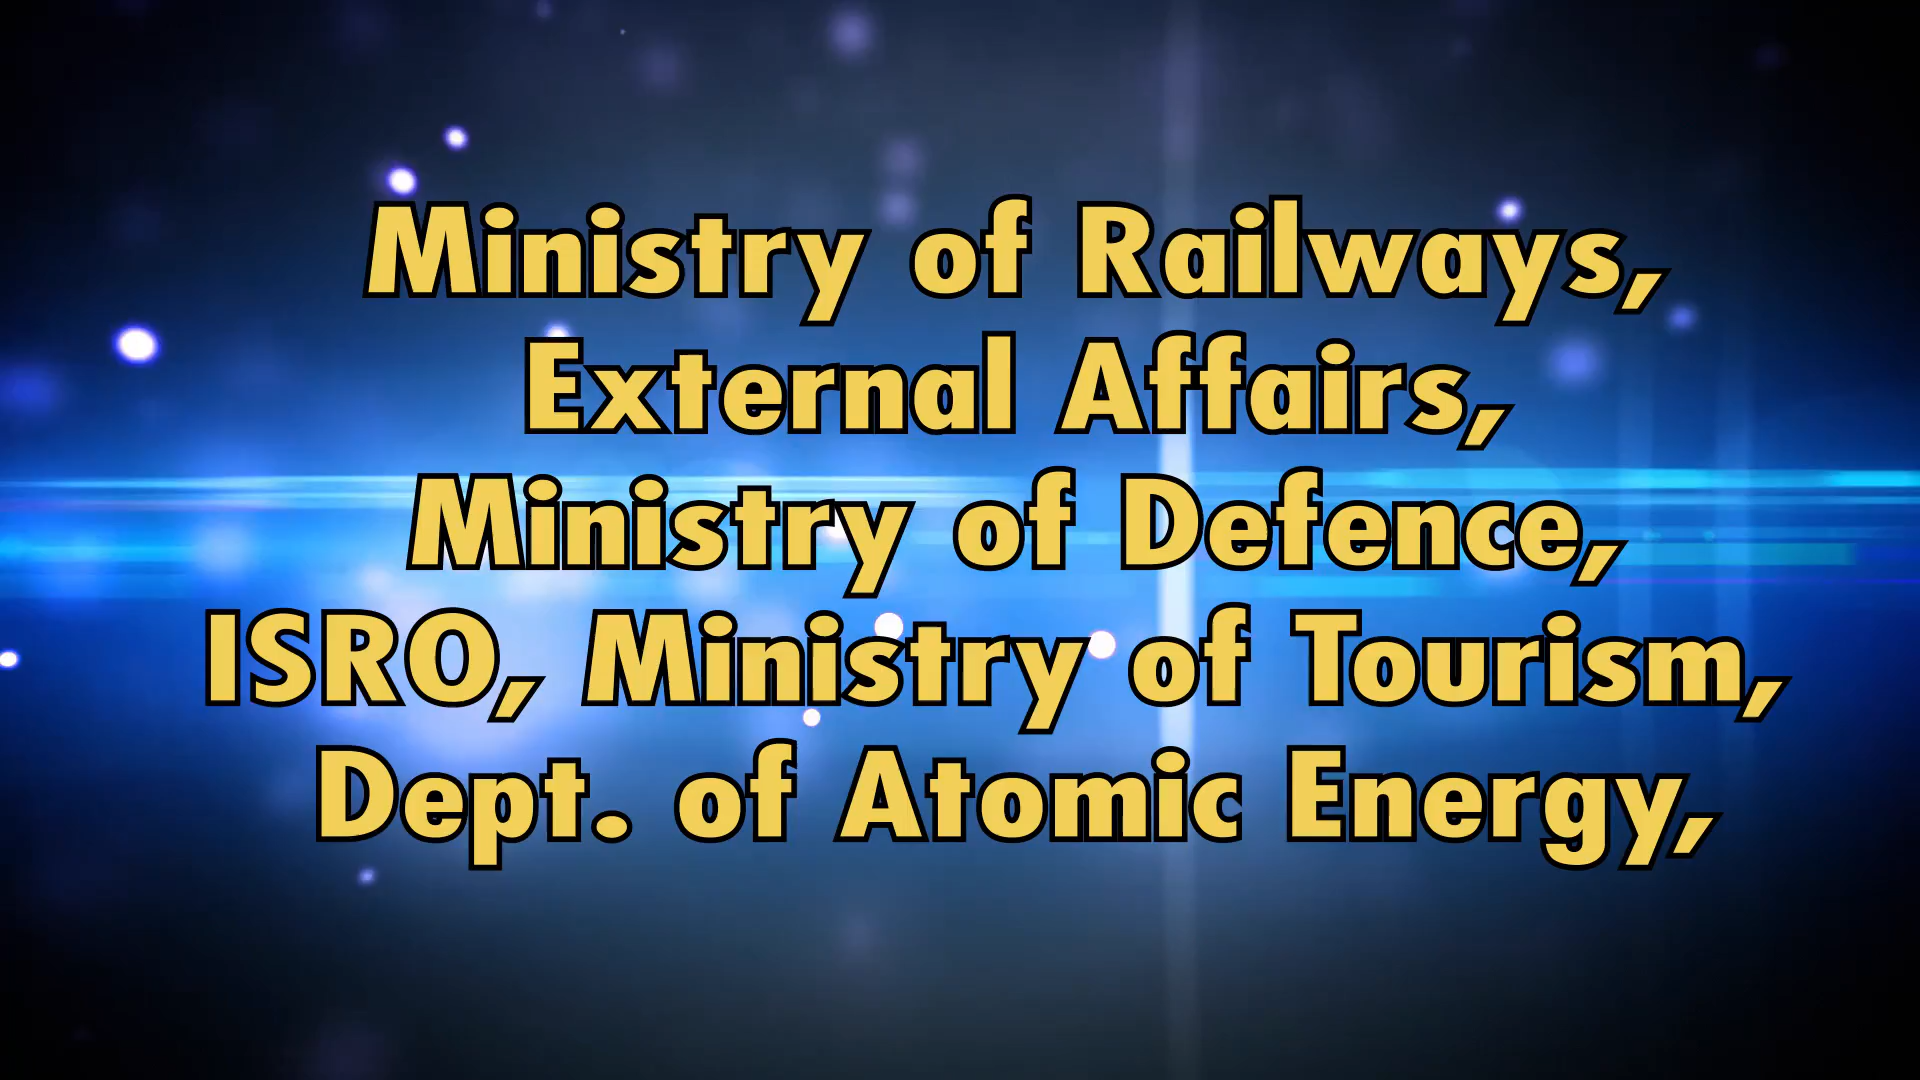 Ministry of Railways,
External Affairs,
Ministry of Defence,
ISRO, Ministry of Tourism,
Dept. of Atomic Energy,